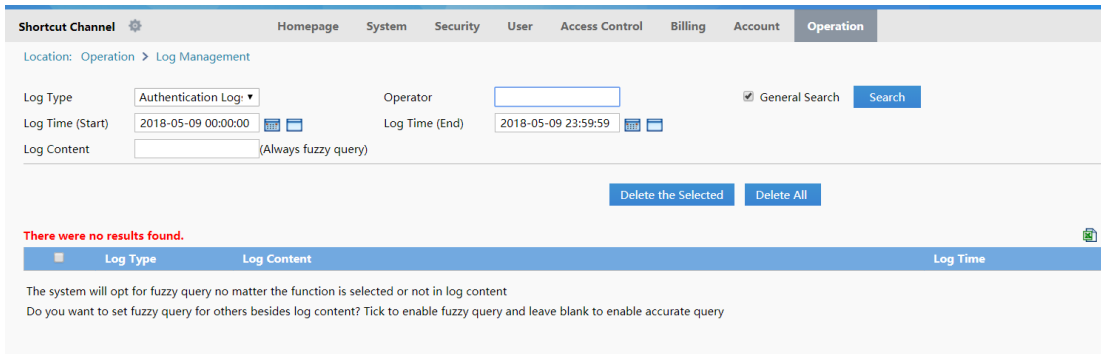 Shortcut Channel Homepage System Security User Access Control Billing Account Operation
Location: Operation > Log Management
Log Type Authentication Log: Operator General Search Search
Log Time (Start) 2018-05-09 00:00:00 Log Time (End) 2018-05-09 23:59:59
Log Content (Always fuzzy query)
Delete the Selected Delete All
There were no results found.
Log Type Log Content Log Time
The system will opt for fuzzy query no matter the function is selected or not in log content
Do you want to set fuzzy query for others besides log content? Tick to enable fuzzy query and leave blank to enable accurate query